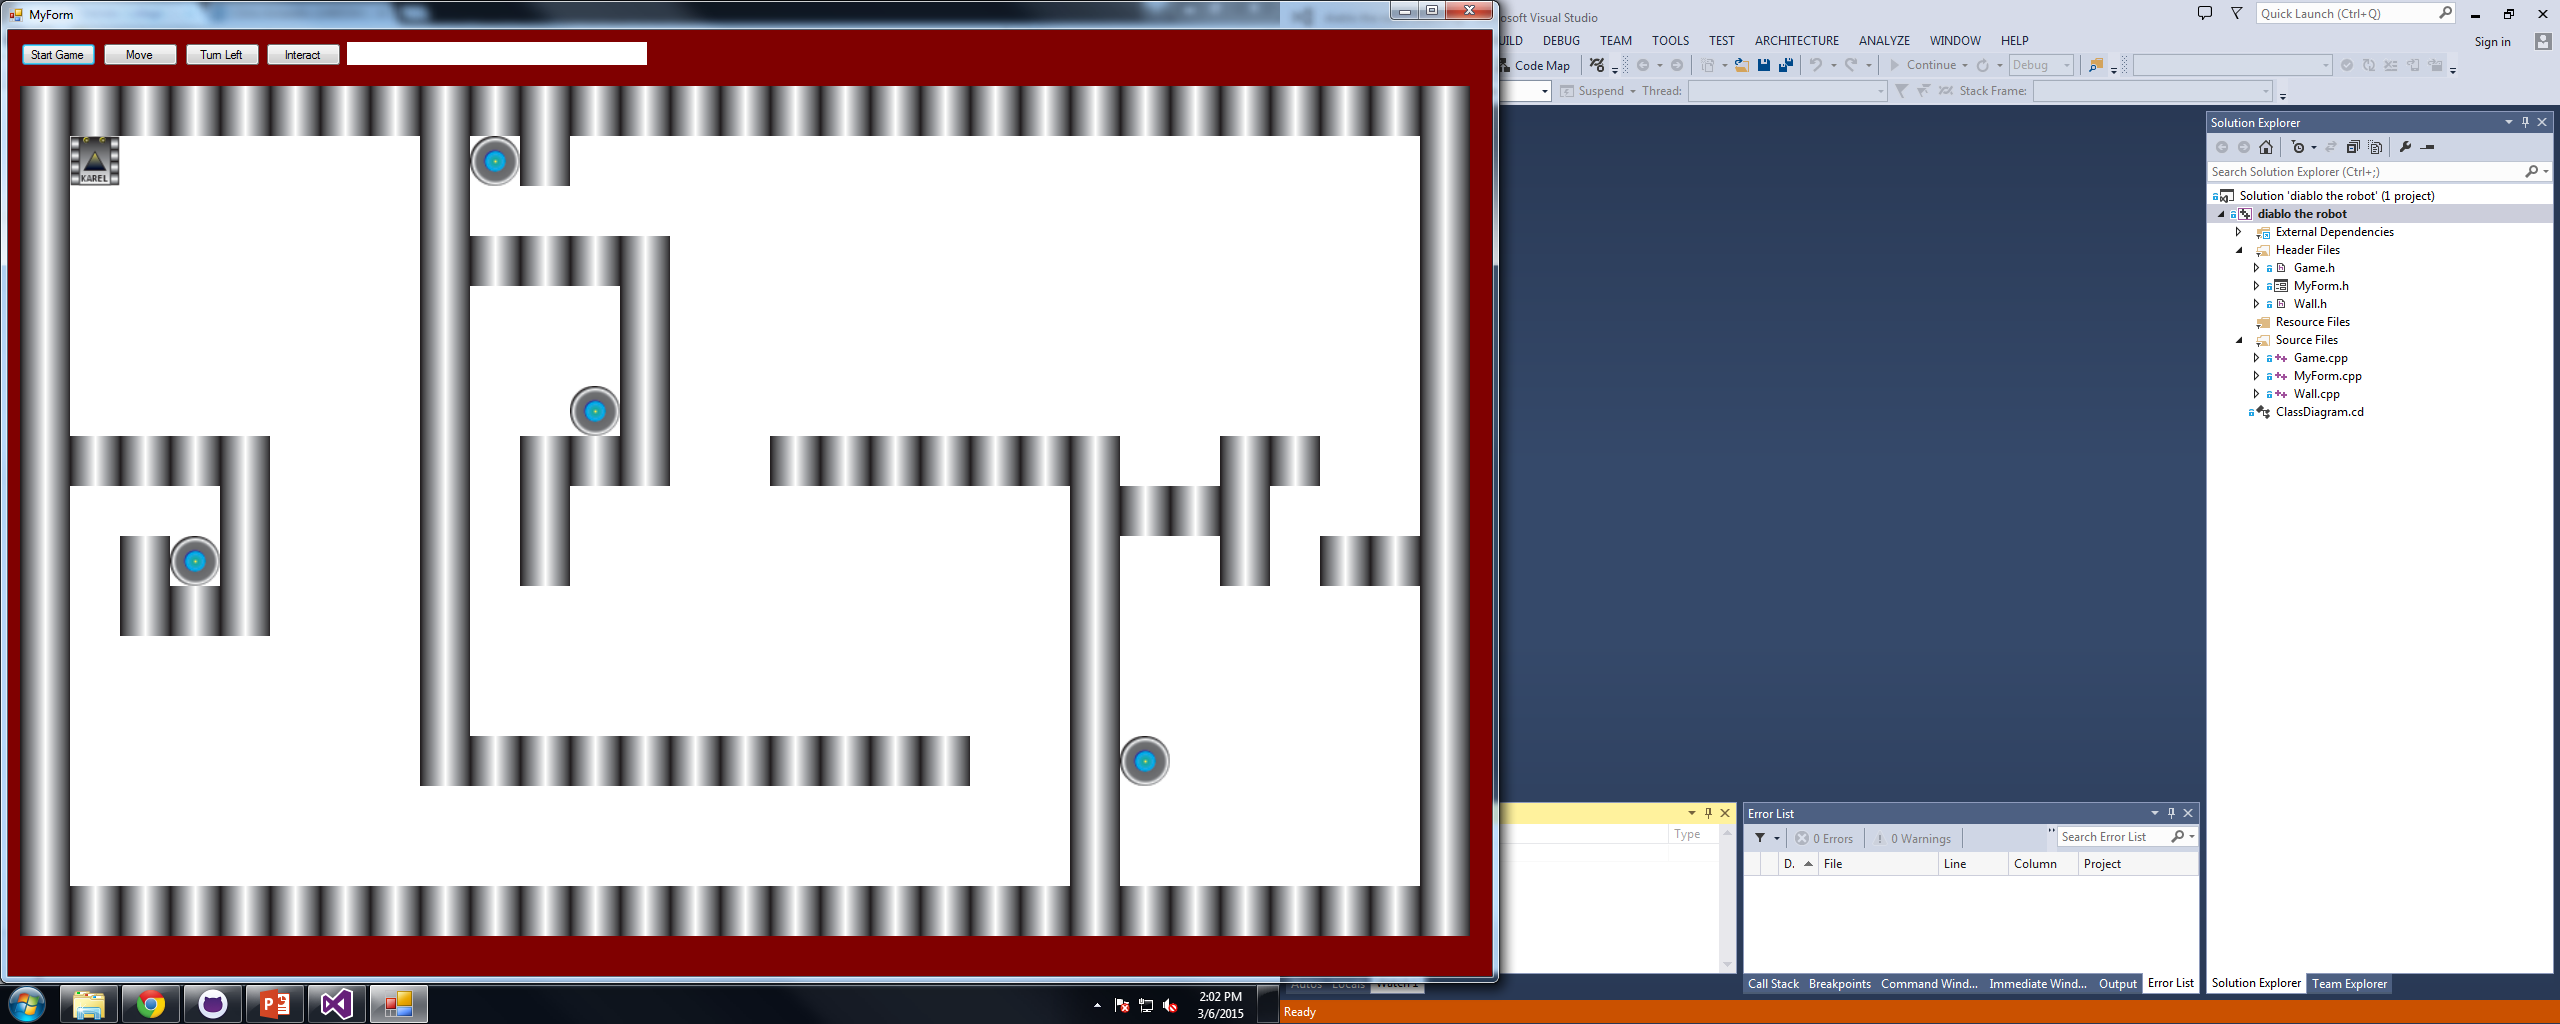 MyForm
Start Game Move Turn Left Interact
KAREL
osoft Visual Studio
Quick Launch (Ctrl+Q)
UILD DEBUG TEAM TOOLS TEST ARCHITECTURE ANALYZE WINDOW HELP
Sign in
Code Map Continue Debug
Suspend Thread: Stack Frame:
Solution Explorer
Search Solution Explorer (Ctrl+;)
Solution 'diablo the robot' (1 project)
diablo the robot
External Dependencies
Header Files
Game.h
MyForm.h
Wall.h
Resource Files
Source Files
Game.cpp
MyForm.cpp
Wall.cpp
ClassDiagram.cd
Type
Error List
0 Errors 0 Warnings Search Error List
D. File Line Column Project
Autos Locals Watch 1
Call Stack Breakpoints Command Wind... Immediate Wind... Output Error List
Solution Explorer Team Explorer
2:02 PM
3/6/2015
Ready